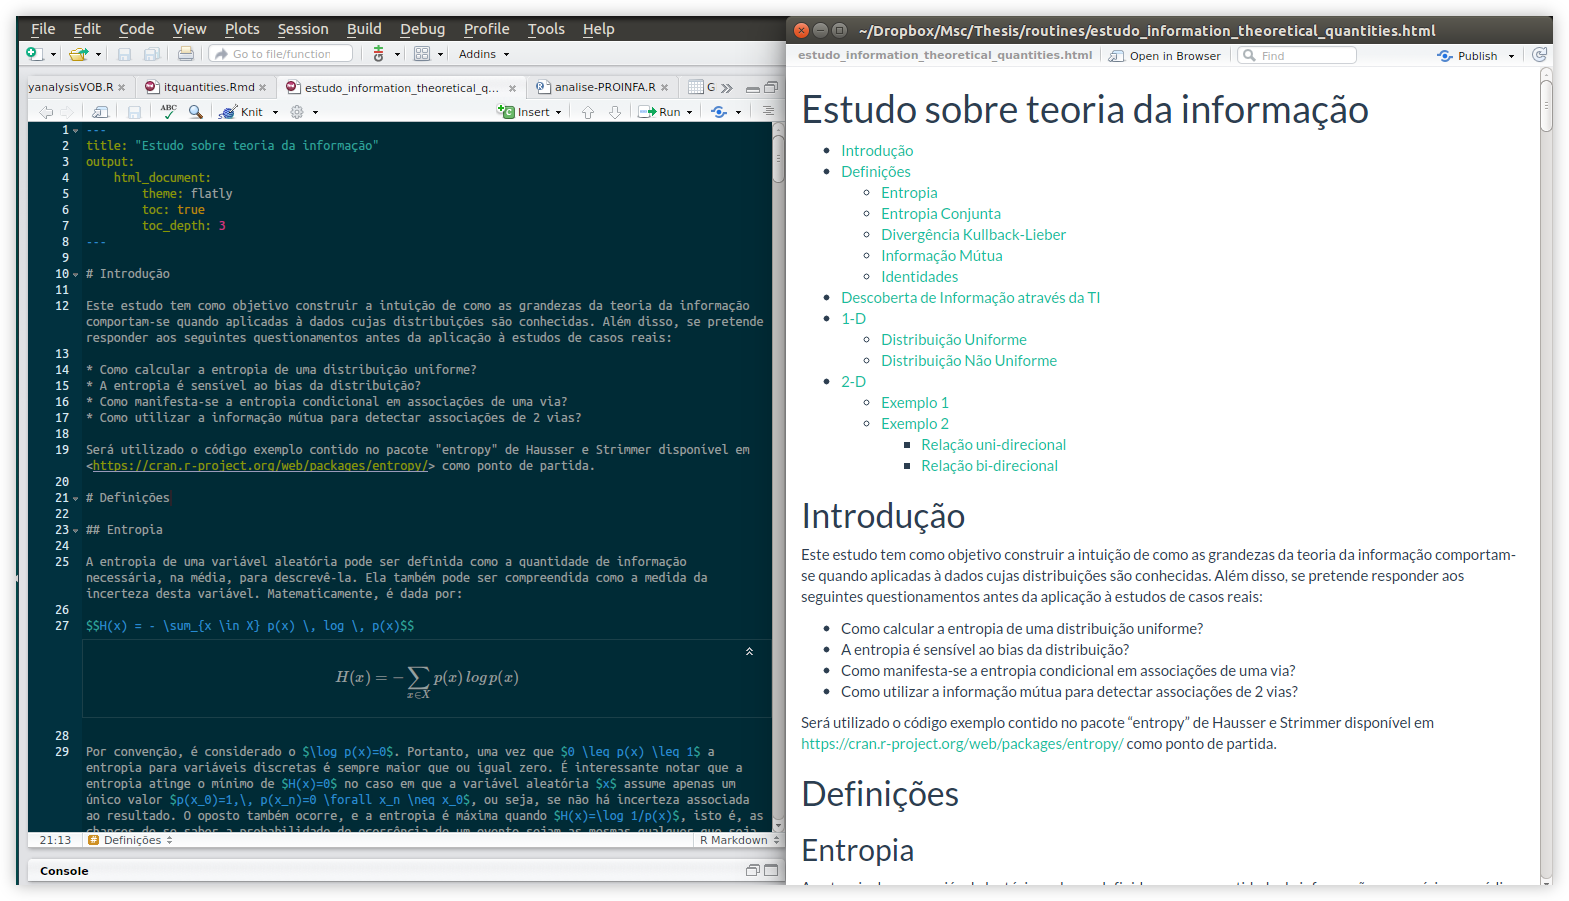 File Edit Code View Plots Session Build Debug Profile Tools Help
Go to file/function Addins
yanalysisVOB.R itquantities.Rmd estudo_information_theoretical_q... analise-PROINFA.R G
ABC Knit Insert Run
1 ---
2 title: "Estudo sobre teoria da informação"
3 output:
4 html_document:
5 theme: flatly
6 toc: true
7 toc_depth: 3
8 ---
9
10 # Introdução
11
12 Este estudo tem como objetivo construir a intuição de como as grandezas da teoria da informação
comportam-se quando aplicadas à dados cujas distribuições são conhecidas. Além disso, se pretende
responder aos seguintes questionamentos antes da aplicação à estudos de casos reais:
13
14 * Como calcular a entropia de uma distribuição uniforme?
15 * A entropia é sensível ao bias da distribuição?
16 * Como manifesta-se a entropia condicional em associações de uma via?
17 * Como utilizar a informação mútua para detectar associações de 2 vias?
18
19 Será utilizado o código exemplo contido no pacote "entropy" de Hausser e Strimmer disponível em
<https://cran.r-project.org/web/packages/entropy/> como ponto de partida.
20
21 # Definições
22
23 ## Entropia
24
25 A entropia de uma variável aleatória pode ser definida como a quantidade de informação
necessária, na média, para descrevê-la. Ela também pode ser compreendida como a medida da
incerteza desta variável. Matematicamente, é dada por:
26
27 $$H(x) = - \sum_{x \in X} p(x) \, log \, p(x)$$
H(x) = − ∑ x∈X p(x) log p(x)
28
29 Por convenção, é considerado o $\log p(x)=0$. Portanto, uma vez que $0 \leq p(x) \leq 1$ a
entropia para variáveis discretas é sempre maior que ou igual zero. É interessante notar que a
entropia atinge o mínimo de $H(x)=0$ no caso em que a variável aleatória $x$ assume apenas um
único valor $p(x_0)=1,\, p(x_n)=0 \forall x_n \neq x_0$, ou seja, se não há incerteza associada
ao resultado. O oposto também ocorre, e a entropia é máxima quando $H(x)=\log 1/p(x)$, isto é, as
chances de se saber a probabilidade de ocorrência de um evento sejam as mesmas qualquer que seja
21:13 # Definições R Markdown
Console
~/Dropbox/Msc/Thesis/routines/estudo_information_theoretical_quantities.html
estudo_information_theoretical_quantities.html Open in Browser Find Publish
Estudo sobre teoria da informação
Introdução
Definições
Entropia
Entropia Conjunta
Divergência Kullback-Lieber
Informação Mútua
Identidades
Descoberta de Informação através da TI
1-D
Distribuição Uniforme
Distribuição Não Uniforme
2-D
Exemplo 1
Exemplo 2
Relação uni-direcional
Relação bi-direcional
Introdução
Este estudo tem como objetivo construir a intuição de como as grandezas da teoria da informação comportam-
se quando aplicadas à dados cujas distribuições são conhecidas. Além disso, se pretende responder aos
seguintes questionamentos antes da aplicação à estudos de casos reais:
Como calcular a entropia de uma distribuição uniforme?
A entropia é sensível ao bias da distribuição?
Como manifesta-se a entropia condicional em associações de uma via?
Como utilizar a informação mútua para detectar associações de 2 vias?
Será utilizado o código exemplo contido no pacote “entropy” de Hausser e Strimmer disponível em
https://cran.r-project.org/web/packages/entropy/ como ponto de partida.
Definições
Entropia